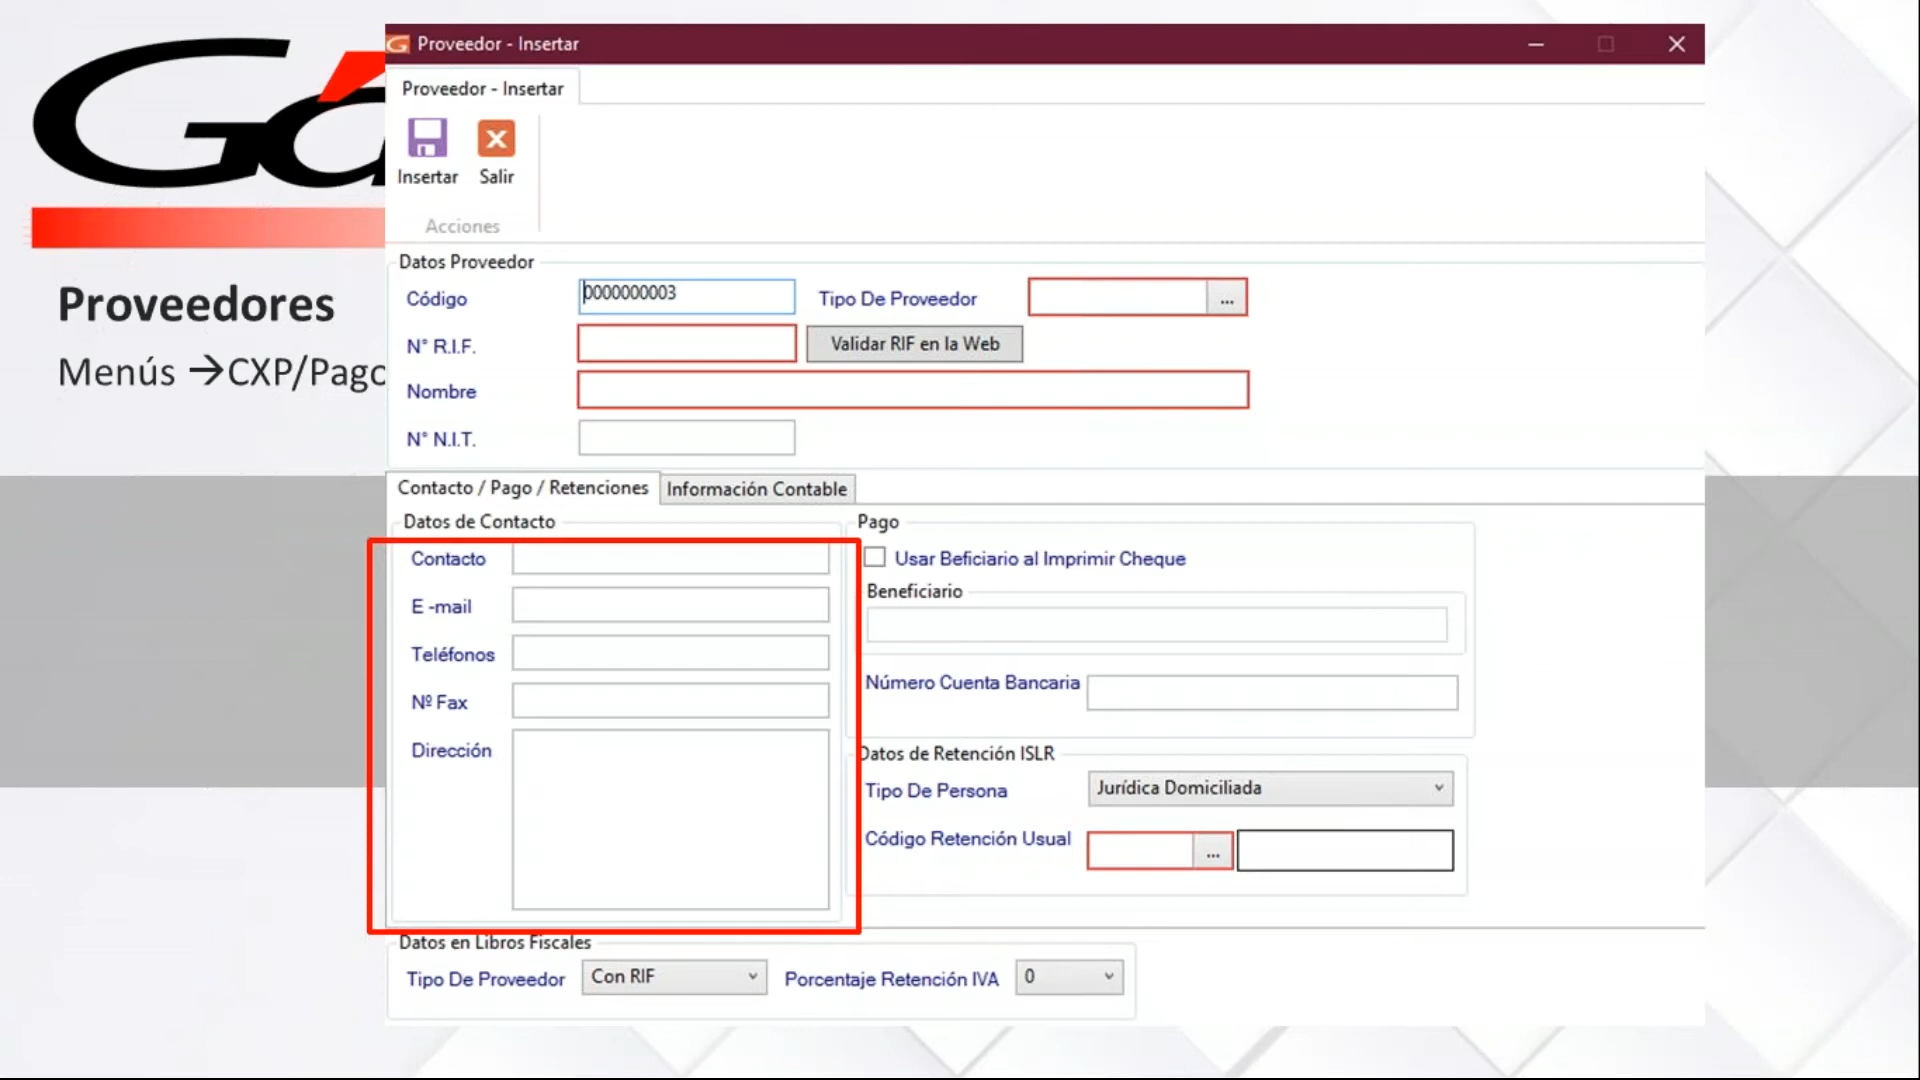 Proveedor - Insertar
Proveedor - Insertar
Insertar Salir
Acciones
Proveedores
Menús →CXP/Pago
Datos Proveedor
Código 0000000003 Tipo De Proveedor ...
N° R.I.F. Validar RIF en la Web
Nombre
N° N.I.T.
Contacto / Pago / Retenciones Información Contable
Datos de Contacto
Contacto
E -mail
Teléfonos
Nº Fax
Dirección
Pago
Usar Beficiario al Imprimir Cheque
Beneficiario
Número Cuenta Bancaria
Datos de Retención ISLR
Tipo De Persona Jurídica Domiciliada
Código Retención Usual ...
Datos en Libros Fiscales
Tipo De Proveedor Con RIF Porcentaje Retención IVA 0